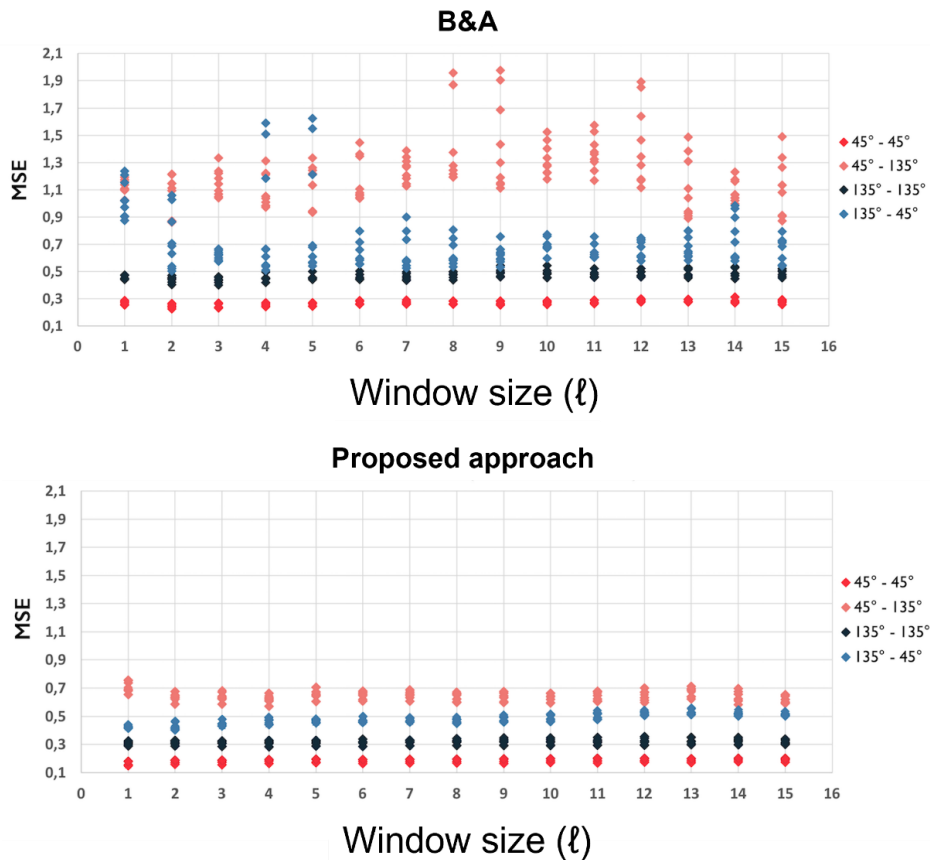 B&A
MSE
2,1
1,9
1,7
1,5
1,3
1,1
0,9
0,7
0,5
0,3
0,1
0 1 2 3 4 5 6 7 8 9 10 11 12 13 14 15 16
Window size (ℓ)
45° - 45°
45° - 135°
135° - 135°
135° - 45°
Proposed approach
MSE
2,1
1,9
1,7
1,5
1,3
1,1
0,9
0,7
0,5
0,3
0,1
0 1 2 3 4 5 6 7 8 9 10 11 12 13 14 15 16
Window size (ℓ)
45° - 45°
45° - 135°
135° - 135°
135° - 45°